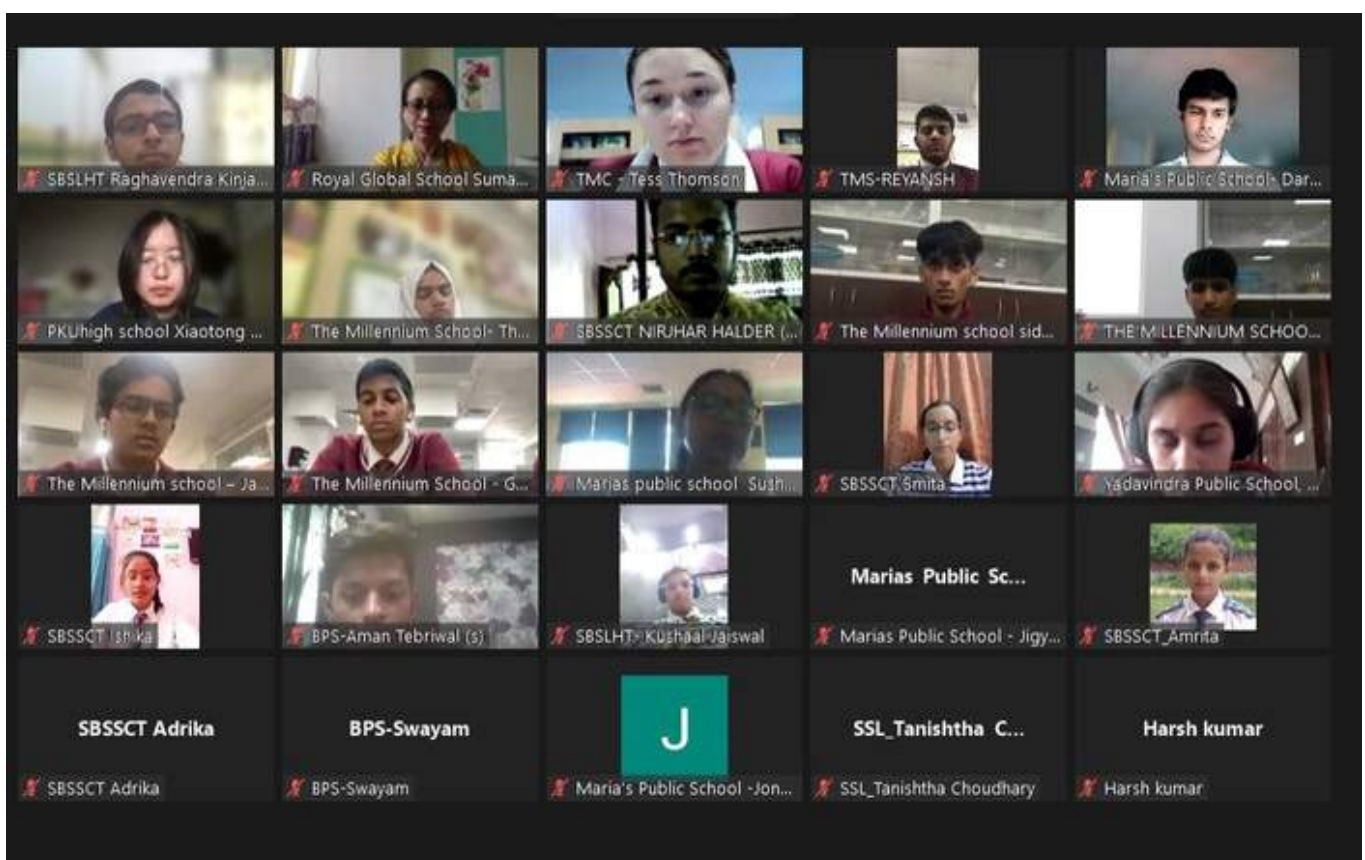 SBSLHT Raghavendra Kinja...
Royal Global School Suma...
TMC - Tess Thomson
TMS-REYANSH
Maria's Public School- Dar...
PKUhigh school Xiaotong ...
The Millennium School- Th...
SBSSCT NIRJHAR HALDER (...
The Millennium school sid...
THE MILLENNIUM SCHOO...
The Millennium school – Ja...
The Millennium School - G...
Marias public school Sush...
SBSSCT Smita
Yadavindra Public School, ...
SBSSCT Ishika
BPS-Aman Tebriwal (s)
SBSLHT- Kushaal Jaiswal
Marias Public Sc...
Marias Public School - Jigy...
SBSSCT_Amrita
SBSSCT Adrika
SBSSCT Adrika
BPS-Swayam
BPS-Swayam
J
Maria's Public School -Jon...
SSL_Tanishtha C...
SSL_Tanishtha Choudhary
Harsh kumar
Harsh kumar